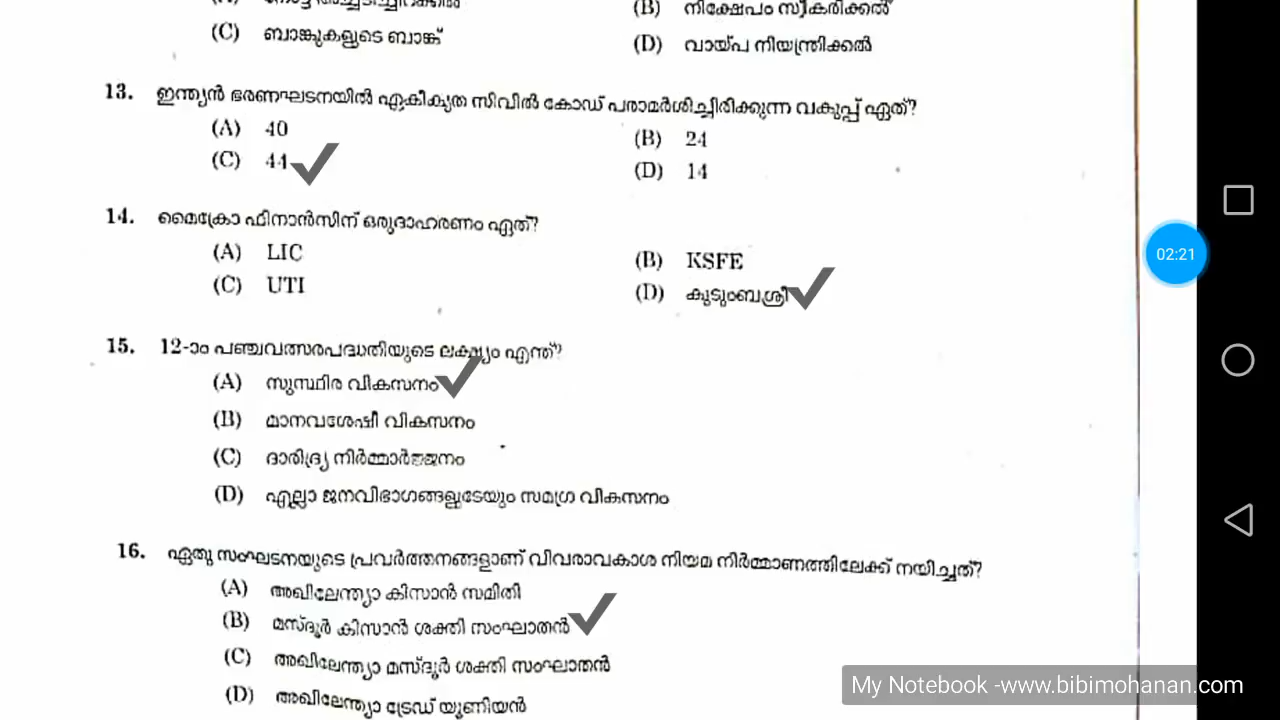 (B) നിക്ഷേപം സ്വീകരിക്കൽ
(C) ബാങ്കുകളുടെ ബാങ്ക്
(D) വായ്പ നിയന്ത്രിക്കൽ
13. ഇന്ത്യൻ ഭരണഘടനയിൽ ഏകീകൃത സിവിൽ കോഡ് പരാമർശിച്ചിരിക്കുന്ന വകുപ്പ് ഏത്?
(A) 40
(B) 24
(C) 44
(D) 14
14. മൈക്രോ ഫിനാൻസിന് ഒരുദാഹരണം ഏത്?
(A) LIC
(B) KSFE
(C) UTI
(D) കുടുംബശ്രീ
15. 12-ാം പഞ്ചവത്സരപദ്ധതിയുടെ ലക്ഷ്യം എന്ത്?
(A) സുസ്ഥിര വികസനം
(B) മാനവശേഷീ വികസനം
(C) ദാരിദ്ര്യ നിർമ്മാർജ്ജനം
(D) എല്ലാ ജനവിഭാഗങ്ങളുടേയും സമഗ്ര വികസനം
16. ഏതു സംഘടനയുടെ പ്രവർത്തനങ്ങളാണ് വിവരാവകാശ നിയമ നിർമ്മാണത്തിലേക്ക് നയിച്ചത്?
(A) അഖിലേന്ത്യാ കിസാൻ സമിതി
(B) മസ്ദൂർ കിസാൻ ശക്തി സംഘാതൻ
(C) അഖിലേന്ത്യാ മസ്ദൂർ ശക്തി സംഘാതൻ
(D) അഖിലേന്ത്യാ ട്രേഡ് യൂണിയൻ
02:21
My Notebook -www.bibimohanan.com